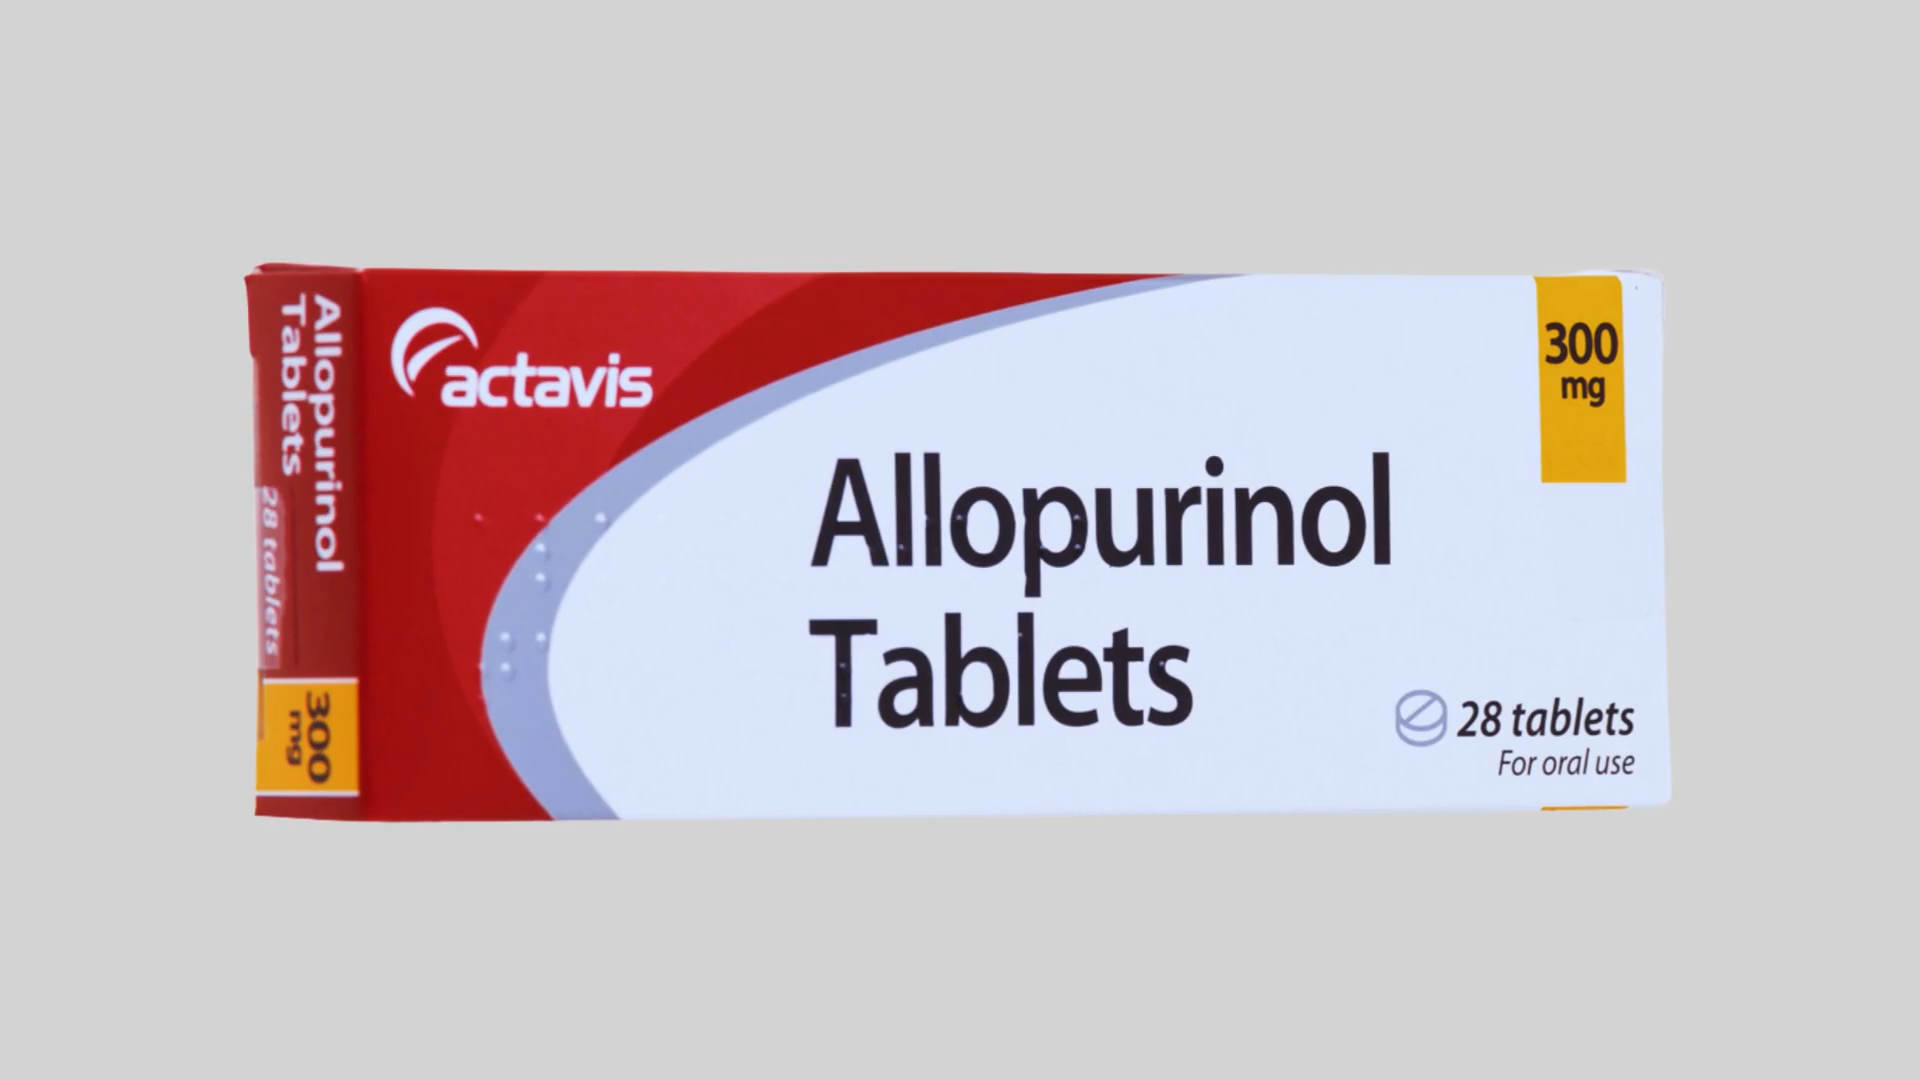 Allopurinol
Tablets
28 tablets
300
mg
actavis
Allopurinol
Tablets
300
mg
28 tablets
For oral use